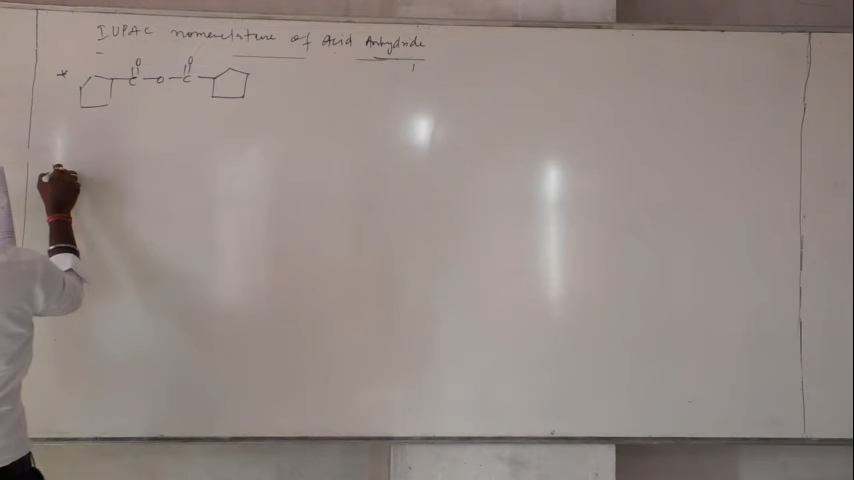 IUPAC nomenclature of Acid Anhydride
* C O - O - C O